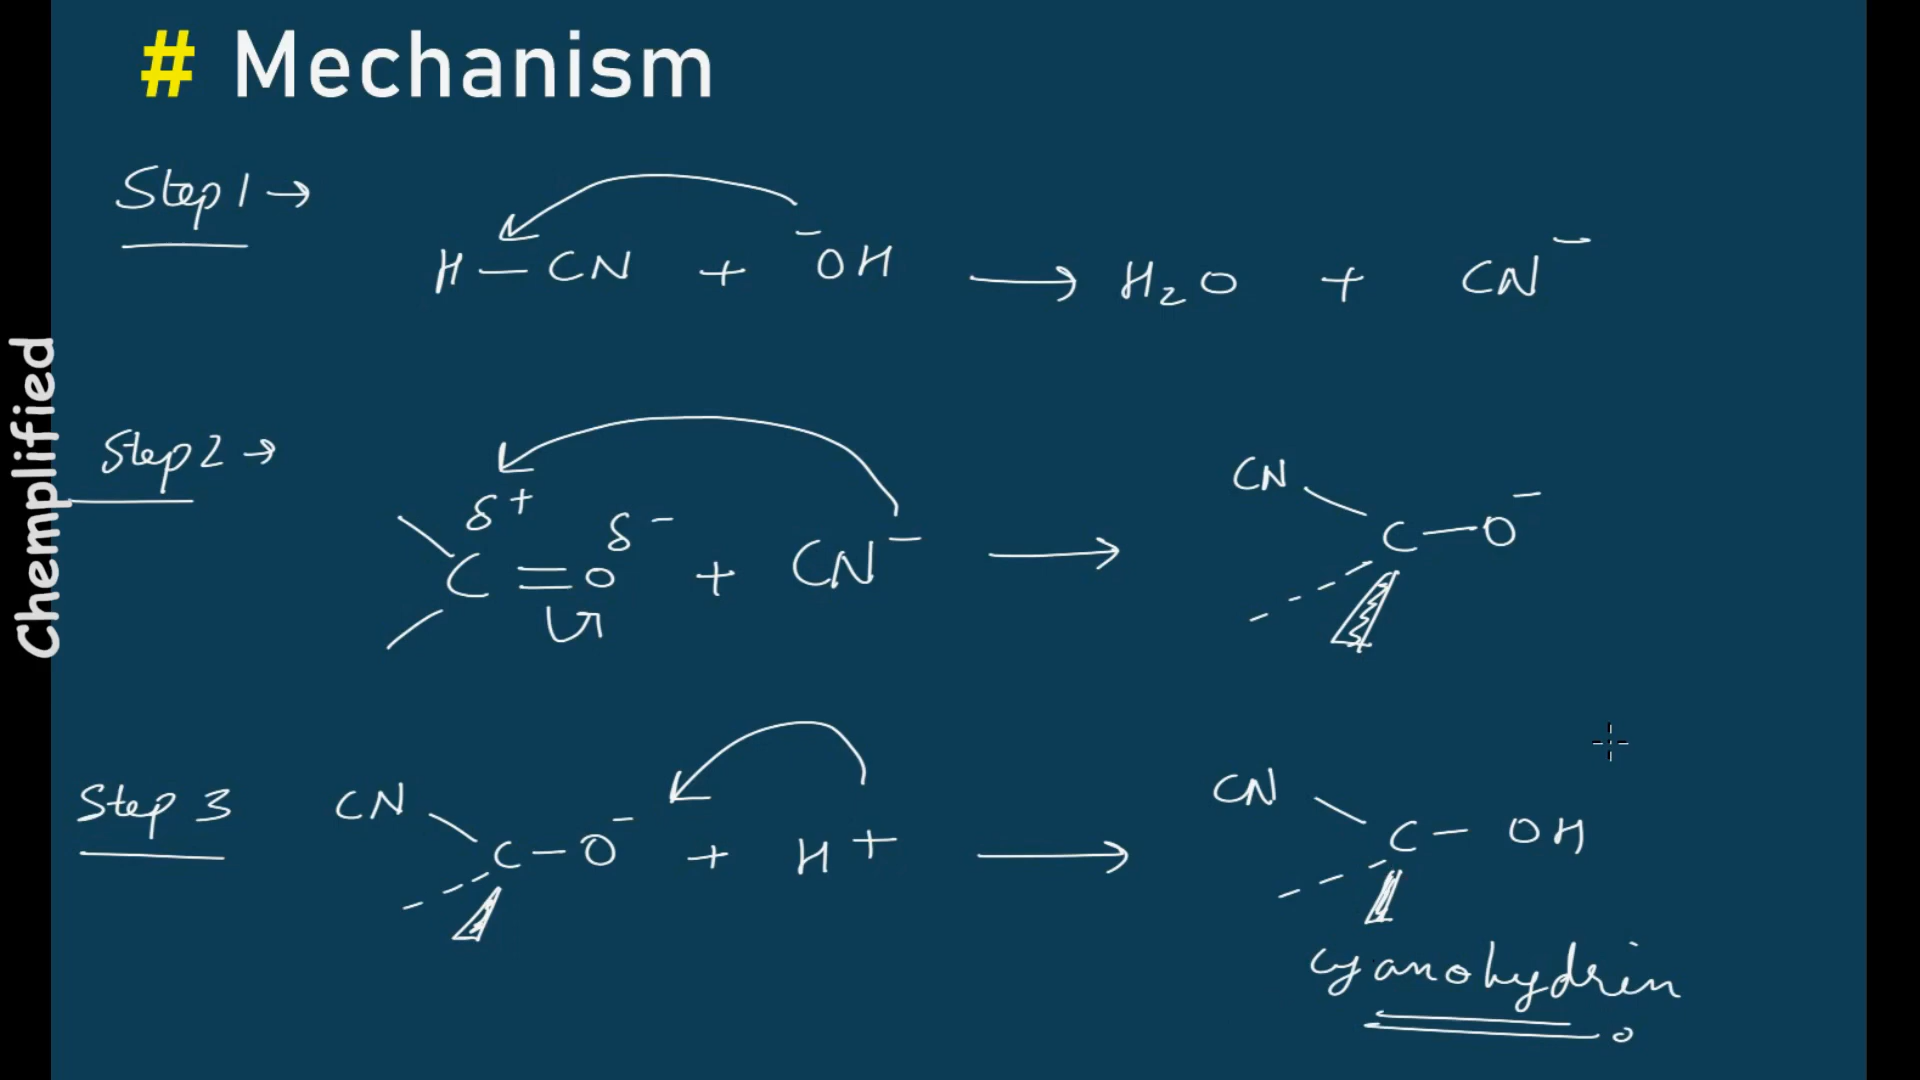 # Mechanism
Step 1 →
H — CN + ⁻OH → H₂O + CN⁻
Step 2 →
δ+ δ−
C = O + CN⁻ → CN C — O⁻
Step 3
CN C — O⁻ + H+ → CN C — OH
cyanohydrin
Chemplified